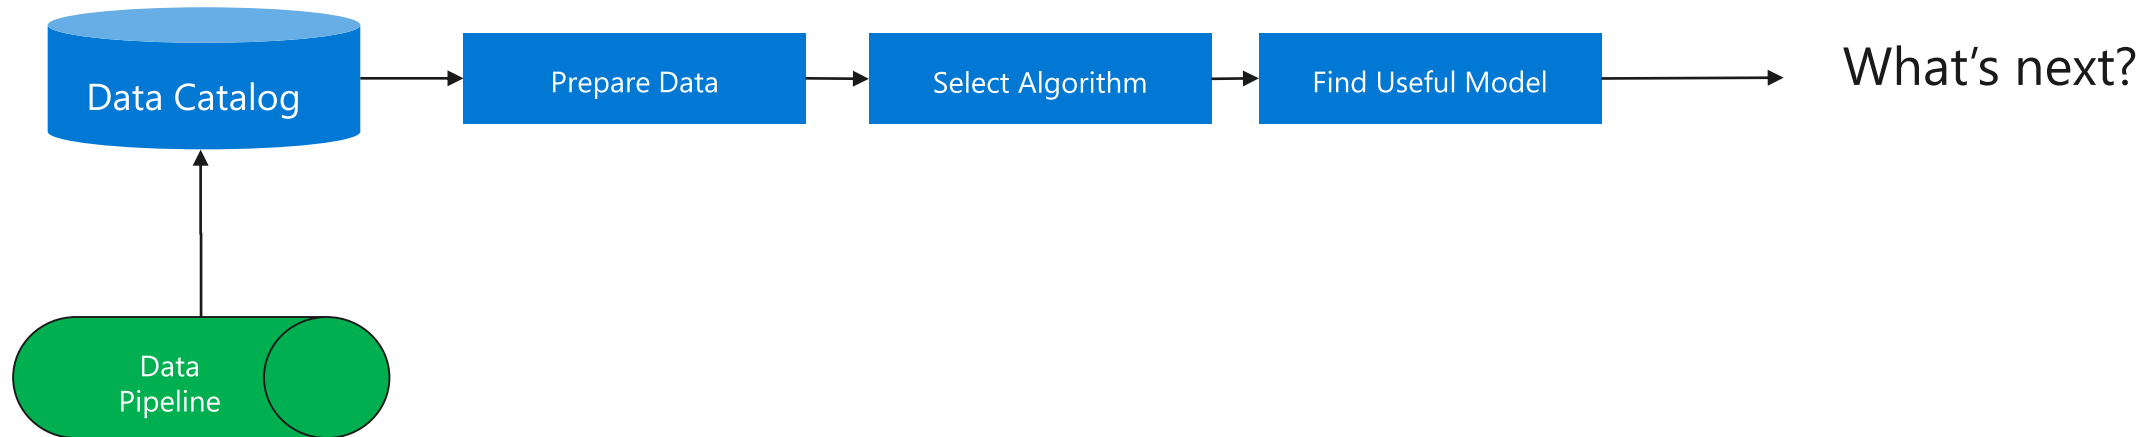 Data Catalog
Prepare Data
Select Algorithm
Find Useful Model
What's next?
Data
Pipeline